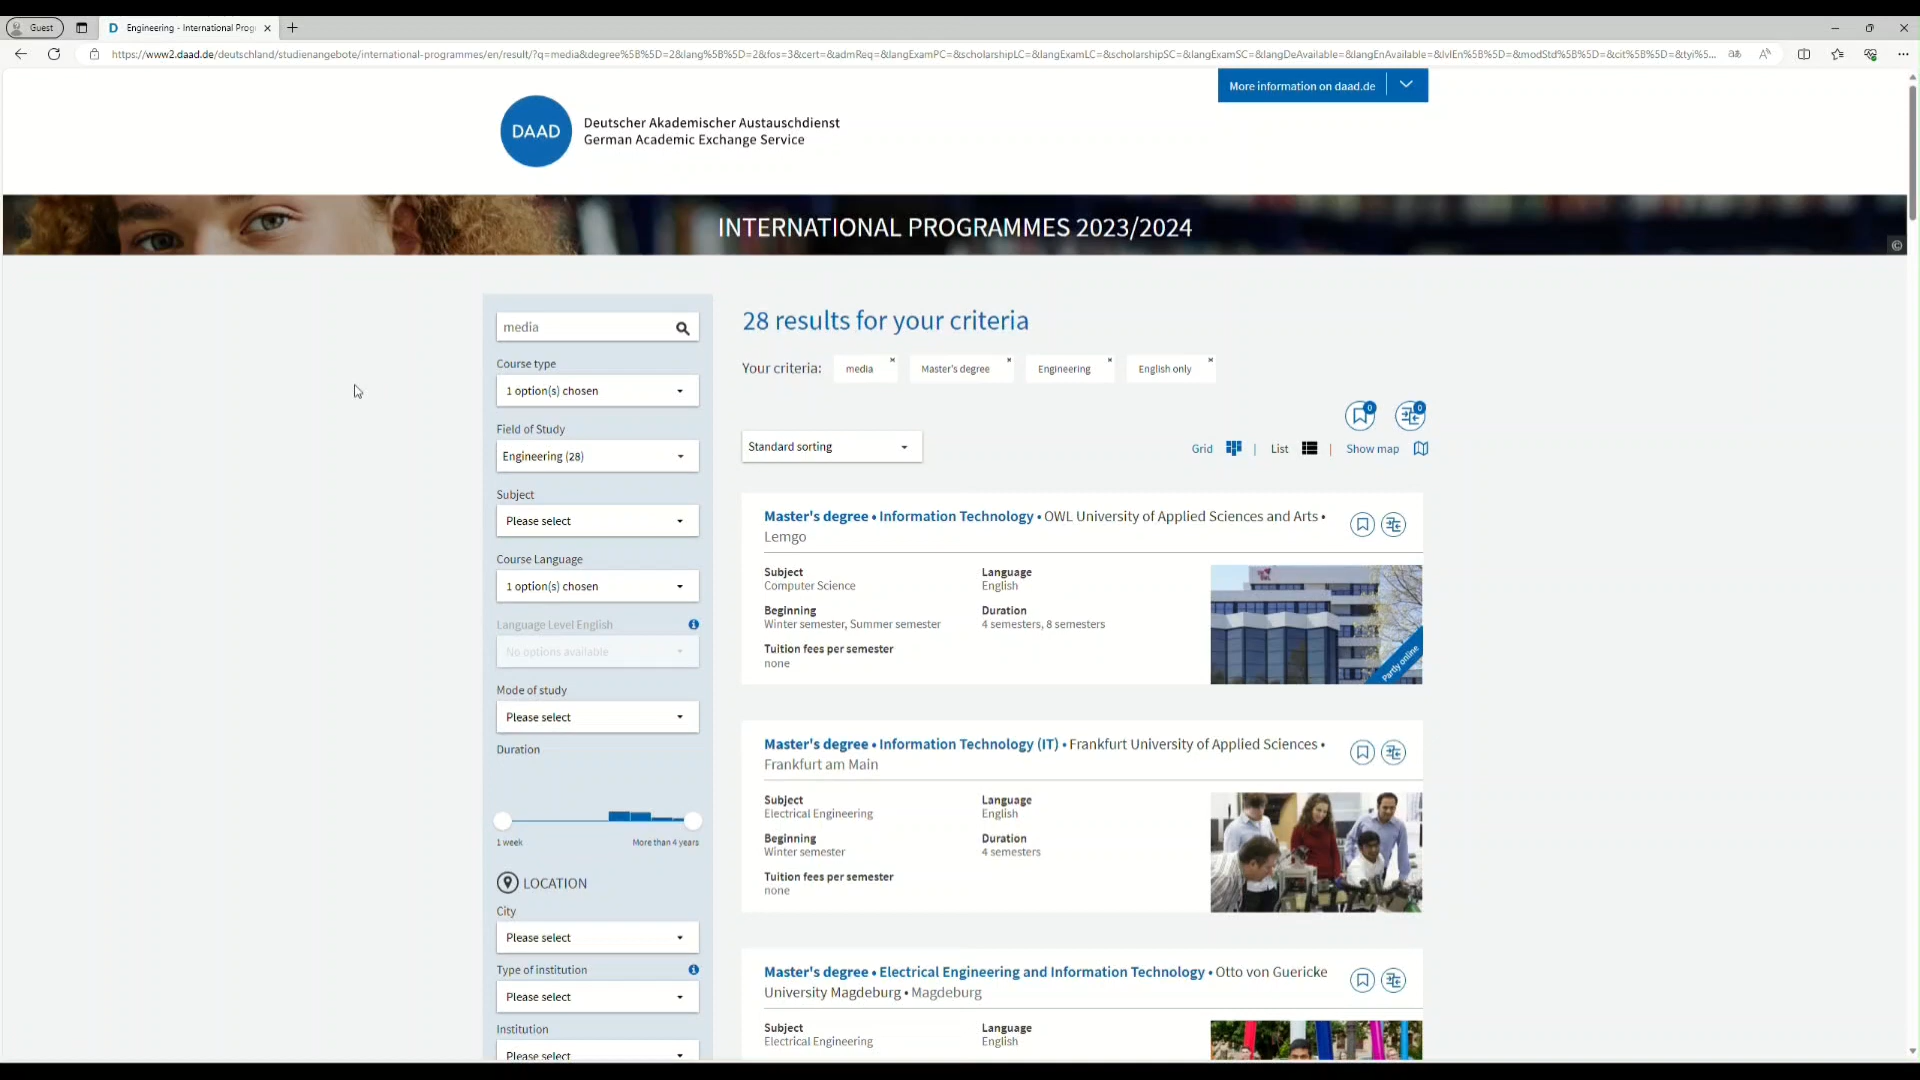 Guest
Engineering - International Prog
https://www2.daad.de/deutschland/studienangebote/international-programmes/en/result/?q=media&degree%5B%5D=2&lang%5B%5D=2&fos=3&cert=&admReq=&langExamPC=&scholarshipLC=&langExamLC=&scholarshipSC=&langExamSC=&langDeAvailable=&langEnAvailable=&lvlEn%5B%5D=&modStd%5B%5D=&cit%5B%5D=&tyi%5...
More information on daad.de
DAAD
Deutscher Akademischer Austauschdienst
German Academic Exchange Service
INTERNATIONAL PROGRAMMES 2023/2024
©
media
Course type
1 option(s) chosen
Field of Study
Engineering (28)
Subject
Please select
Course Language
1 option(s) chosen
Language Level English
No options available
Mode of study
Please select
Duration
1 week
More than 4 years
LOCATION
City
Please select
Type of institution
Please select
Institution
Please select
28 results for your criteria
Your criteria: media Master's degree Engineering English only
0 0
Standard sorting
Grid | List | Show map
Master's degree • Information Technology • OWL University of Applied Sciences and Arts •
Lemgo
Subject
Computer Science
Language
English
Beginning
Winter semester, Summer semester
Duration
4 semesters, 8 semesters
Tuition fees per semester
none
Partly online
Master's degree • Information Technology (IT) • Frankfurt University of Applied Sciences •
Frankfurt am Main
Subject
Electrical Engineering
Language
English
Beginning
Winter semester
Duration
4 semesters
Tuition fees per semester
none
Master's degree • Electrical Engineering and Information Technology • Otto von Guericke
University Magdeburg • Magdeburg
Subject
Electrical Engineering
Language
English